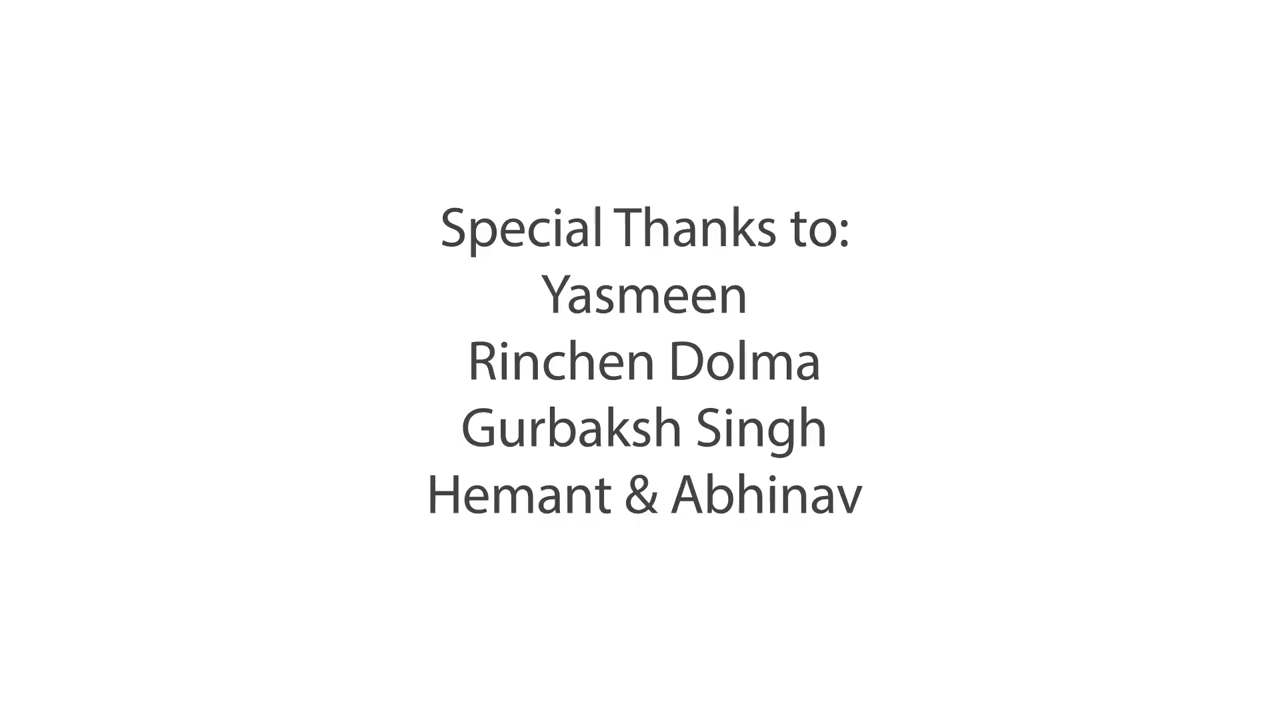 Special Thanks to:
Yasmeen
Rinchen Dolma
Gurbaksh Singh
Hemant & Abhinav